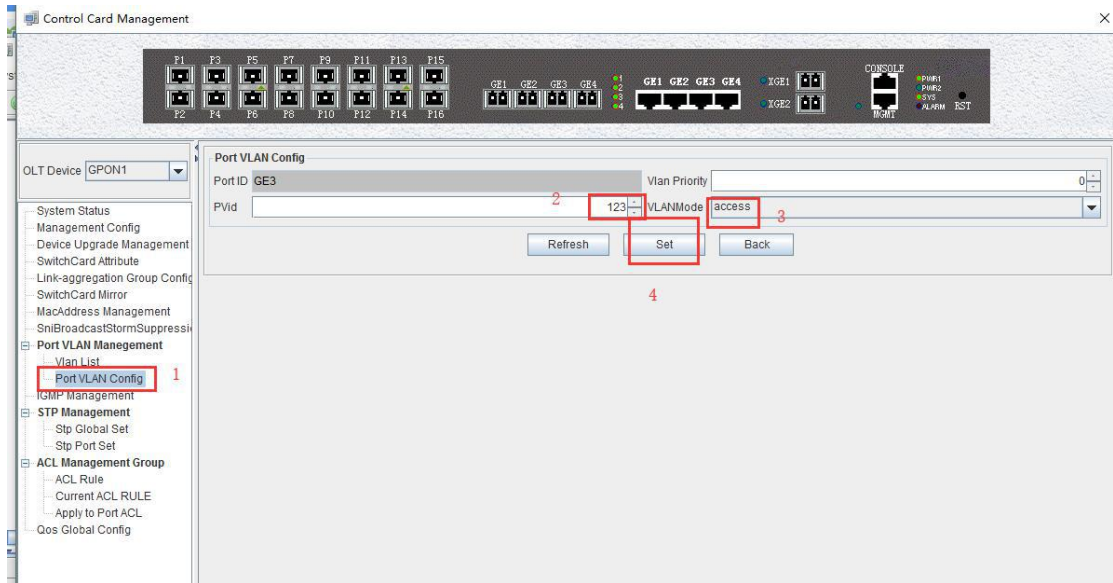 Control Card Management
P1 P3 P5 P7 P9 P11 P13 P15
P2 P4 P6 P8 P10 P12 P14 P16
GE1 GE2 GE3 GE4
1
2
3
4
GE1 GE2 GE3 GE4
XGE1
XGE2
CONSOLE
MGMT
PWR1
PWR2
SYS
ALARM
RST
OLT Device GPON1
System Status
Management Config
Device Upgrade Management
SwitchCard Attribute
Link-aggregation Group Config
SwitchCard Mirror
MacAddress Management
SniBroadcastStormSuppressi
Port VLAN Manegement
Vlan List
Port VLAN Config 1
IGMP Management
STP Management
Stp Global Set
Stp Port Set
ACL Management Group
ACL Rule
Current ACL RULE
Apply to Port ACL
Qos Global Config
Port VLAN Config
Port ID GE3 Vlan Priority 0
PVid 2 123 VLANMode access 3
Refresh Set Back
4